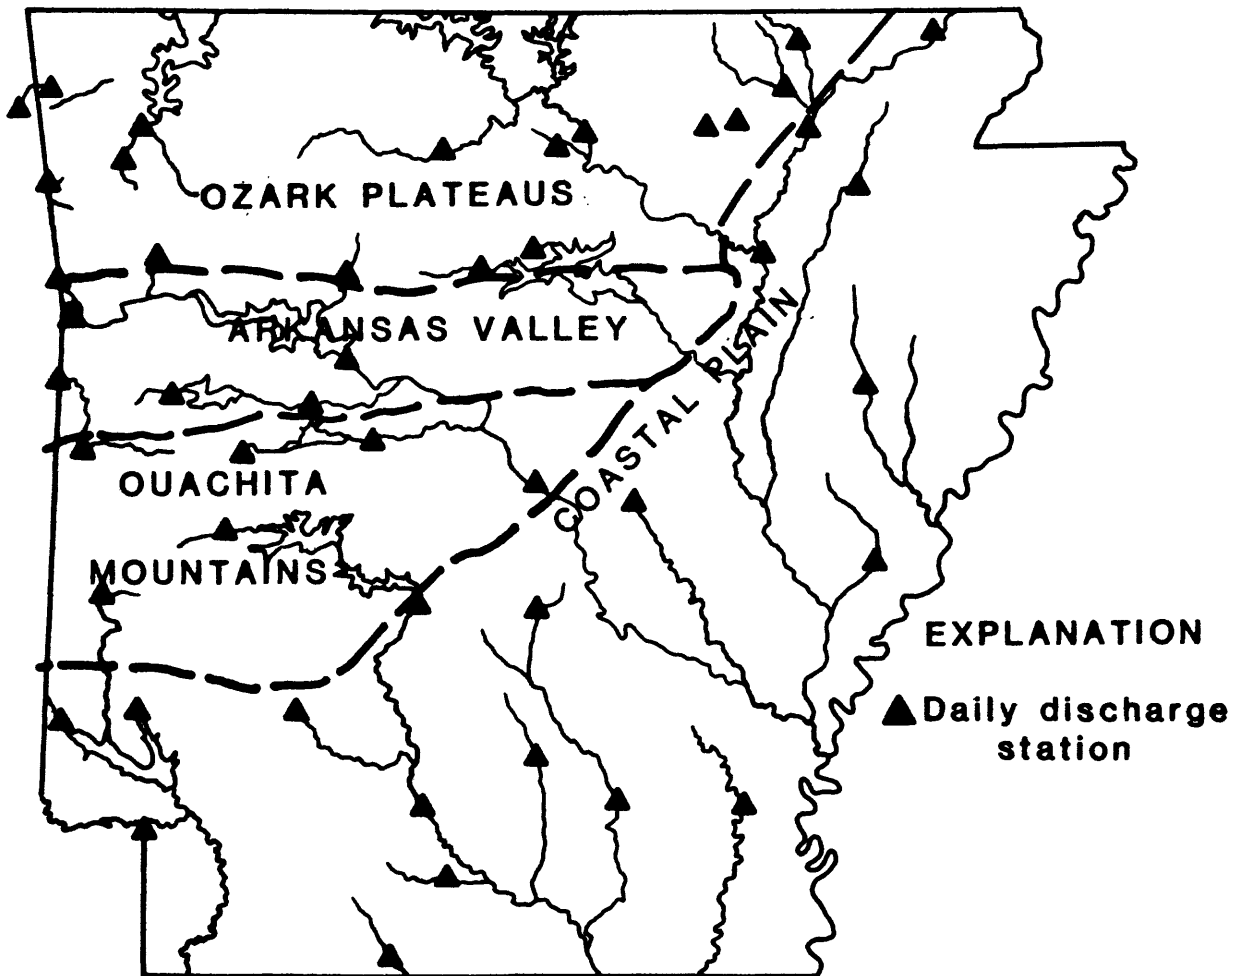 OZARK PLATEAUS
ARKANSAS VALLEY
COASTAL PLAIN
OUACHITA
MOUNTAINS
EXPLANATION
Daily discharge
station